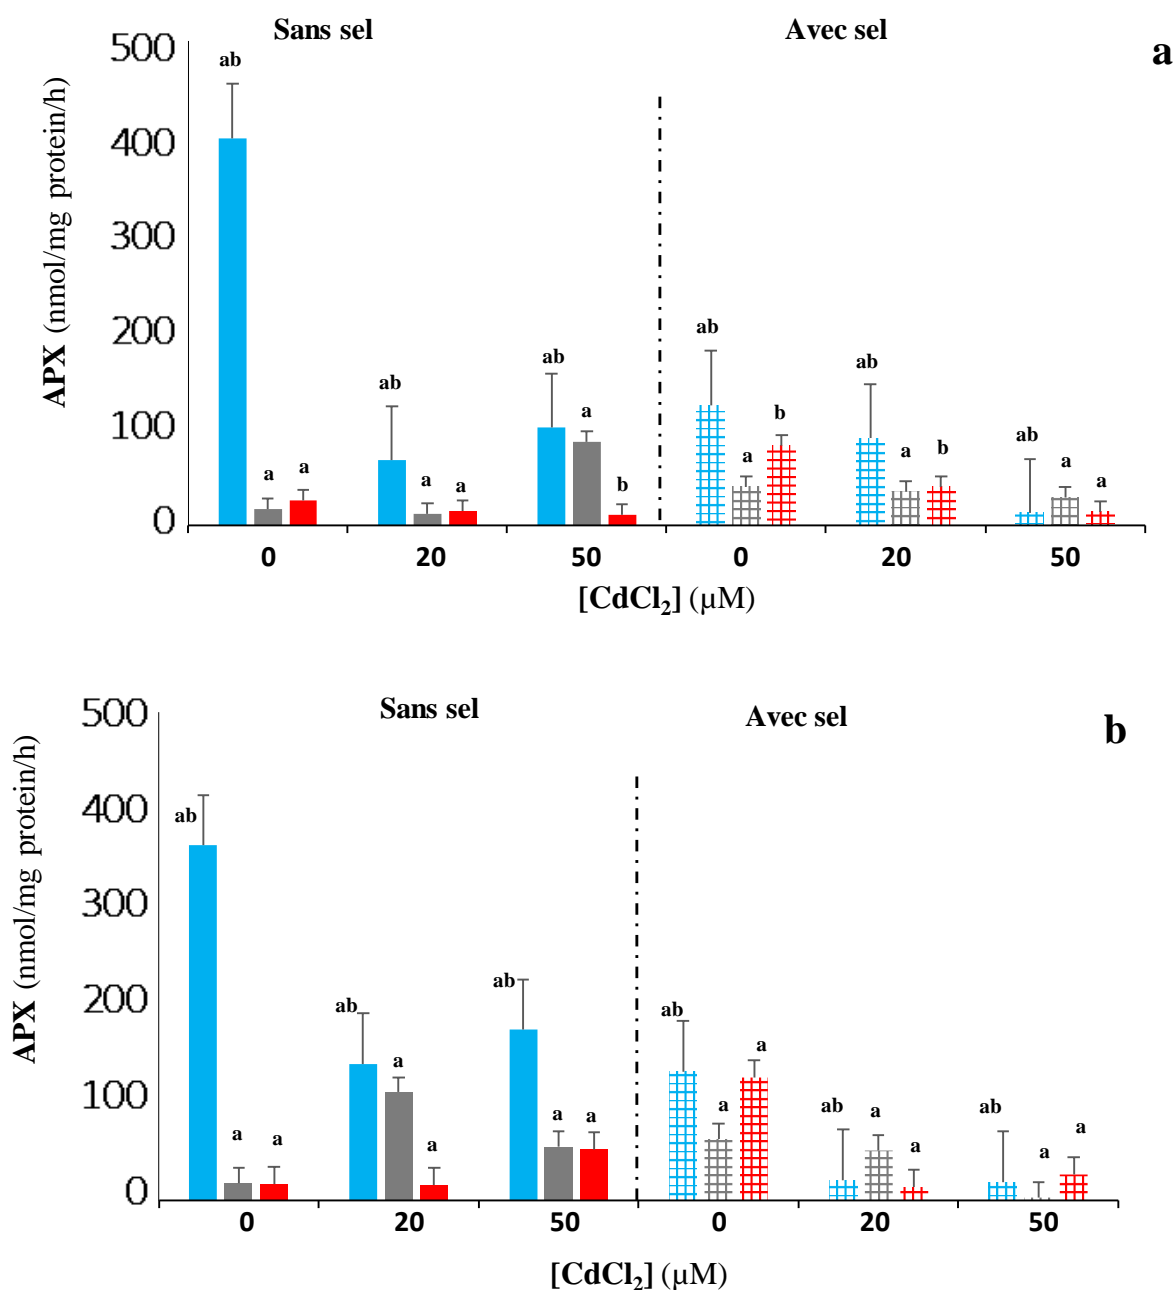 Sans sel Avec sel
a
APX (nmol/mg protein/h)
500
400
300
200
100
0
ab a a
ab a a
ab a b
ab a b
ab a b
ab a a
0 20 50 0 20 50
[CdCl₂] (µM)
Sans sel Avec sel
b
APX (nmol/mg protein/h)
500
400
300
200
100
0
ab a a
ab a a
ab a a
ab a a
ab a a
ab a a
0 20 50 0 20 50
[CdCl₂] (µM)